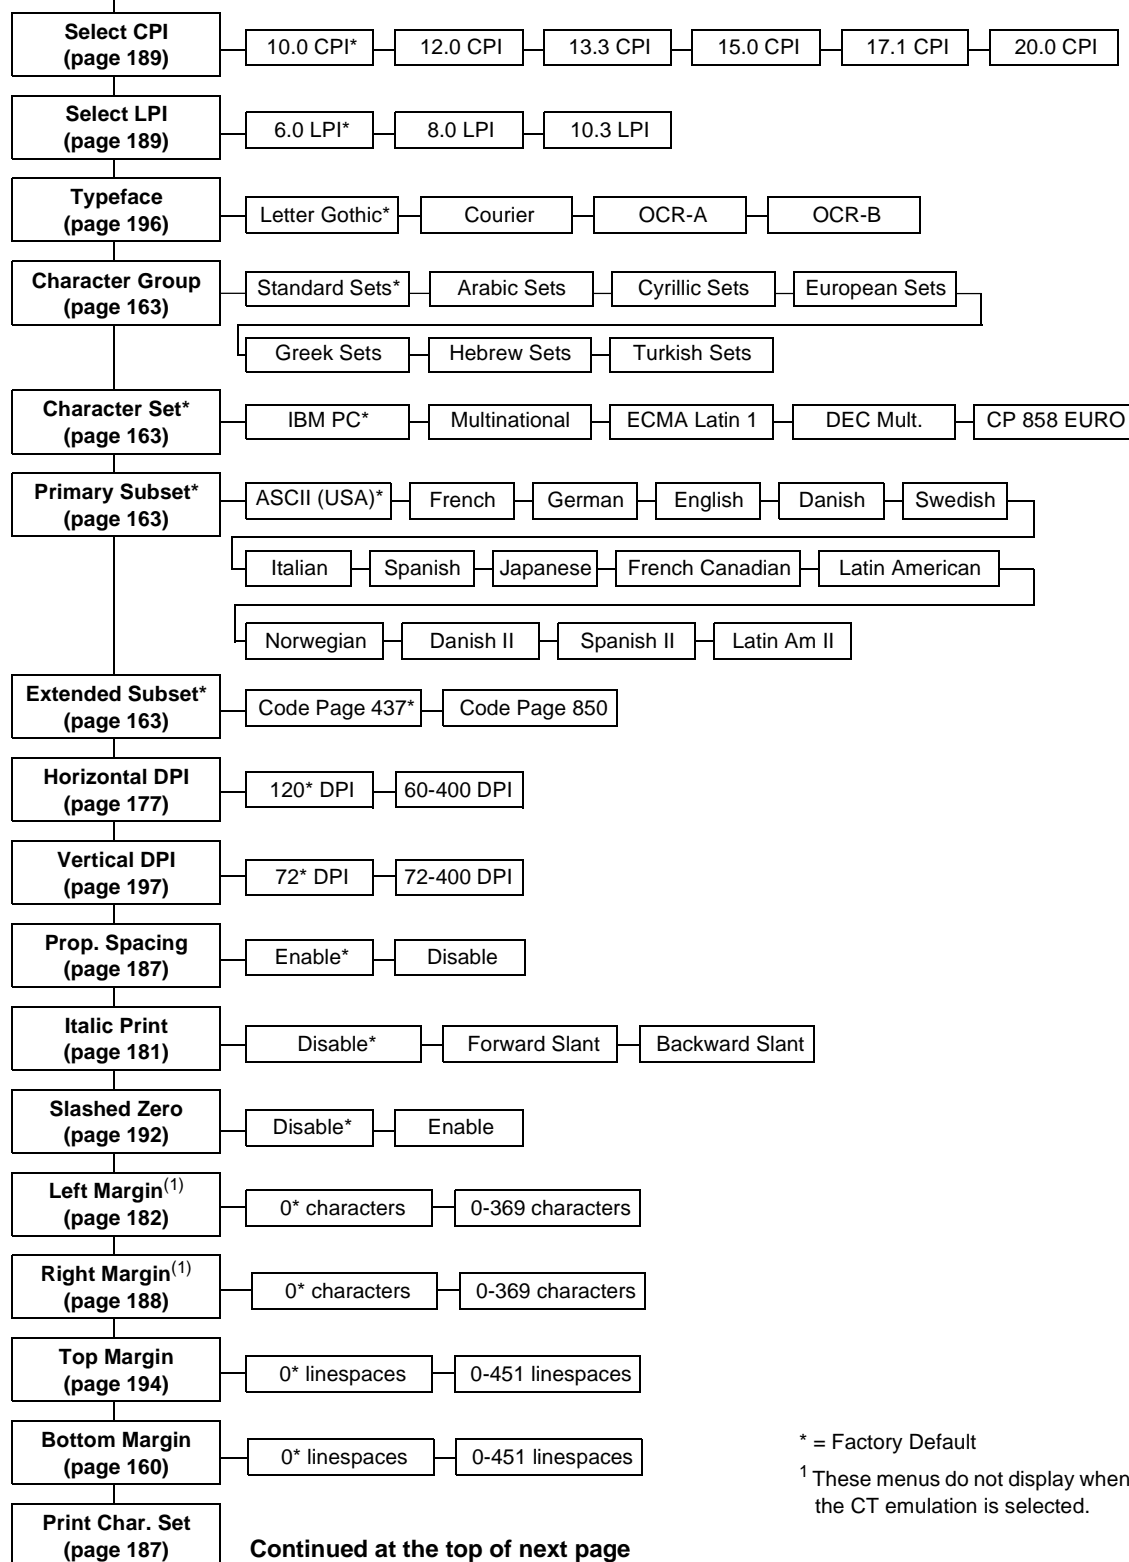 Select CPI
(page 189)
10.0 CPI* 12.0 CPI 13.3 CPI 15.0 CPI 17.1 CPI 20.0 CPI
Select LPI
(page 189)
6.0 LPI* 8.0 LPI 10.3 LPI
Typeface
(page 196)
Letter Gothic* Courier OCR-A OCR-B
Character Group
(page 163)
Standard Sets* Arabic Sets Cyrillic Sets European Sets
Greek Sets Hebrew Sets Turkish Sets
Character Set*
(page 163)
IBM PC* Multinational ECMA Latin 1 DEC Mult. CP 858 EURO
Primary Subset*
(page 163)
ASCII (USA)* French German English Danish Swedish
Italian Spanish Japanese French Canadian Latin American
Norwegian Danish II Spanish II Latin Am II
Extended Subset*
(page 163)
Code Page 437* Code Page 850
Horizontal DPI
(page 177)
120* DPI 60-400 DPI
Vertical DPI
(page 197)
72* DPI 72-400 DPI
Prop. Spacing
(page 187)
Enable* Disable
Italic Print
(page 181)
Disable* Forward Slant Backward Slant
Slashed Zero
(page 192)
Disable* Enable
Left Margin(1)
(page 182)
0* characters 0-369 characters
Right Margin(1)
(page 188)
0* characters 0-369 characters
Top Margin
(page 194)
0* linespaces 0-451 linespaces
Bottom Margin
(page 160)
0* linespaces 0-451 linespaces
* = Factory Default
1 These menus do not display when
the CT emulation is selected.
Print Char. Set
(page 187)
Continued at the top of next page